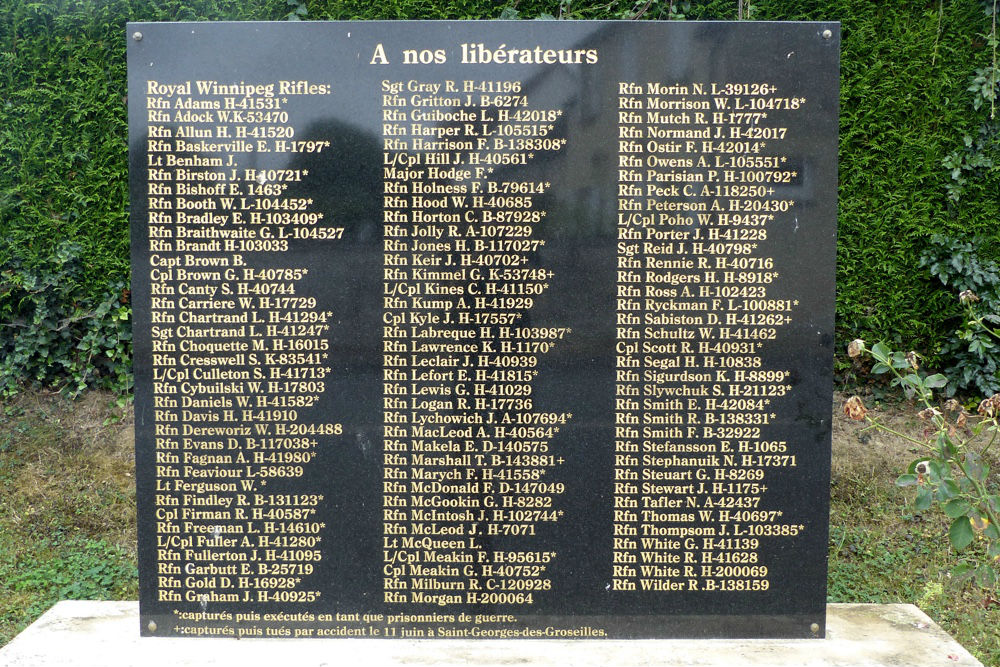 A nos libérateurs
Royal Winnipeg Rifles:
Rfn Adams H-41531*
Rfn Adock W.K-53470
Rfn Allun H. H-41520
Rfn Baskerville E. H-1797*
Lt Benham J.
Rfn Birston J. H-40721*
Rfn Bishoff E. 1463*
Rfn Booth W. L-104452*
Rfn Bradley E. H-103409*
Rfn Braithwaite G. L-104527
Rfn Brandt H-103033
Capt Brown B.
Cpl Brown G. H-40785*
Rfn Canty S. H-40744
Rfn Carriere W. H-17729
Rfn Chartrand L. H-41294*
Sgt Chartrand L. H-41247*
Rfn Choquette M. H-16015
Rfn Cresswell S. K-83541*
L/Cpl Culleton S. H-41713*
Rfn Cybuilski W. H-17803
Rfn Daniels W. H-41582*
Rfn Davis H. H-41910
Rfn Dereworiz W. H-204488
Rfn Evans D. B-117038+
Rfn Fagnan A. H-41980*
Rfn Feaviour L-58639
Lt Ferguson W. *
Rfn Findley R. B-131123*
Cpl Firman R. H-40587*
Rfn Freeman L. H-14610*
L/Cpl Fuller A. H-41280*
Rfn Fullerton J. H-41095
Rfn Garbutt E. B-25719
Rfn Gold D. H-16928*
Rfn Graham J. H-40925*
Sgt Gray R. H-41196
Rfn Gritton J. B-6274
Rfn Guiboche L. H-42018*
Rfn Harper R. L-105515*
Rfn Harrison F. B-138308*
L/Cpl Hill J. H-40561*
Major Hodge F.*
Rfn Holness F. B-79614*
Rfn Hood W. H-40685
Rfn Horton C. B-87928*
Rfn Jolly R. A-107229
Rfn Jones H. B-117027*
Rfn Keir J. H-40702+
Rfn Kimmel G. K-53748+
L/Cpl Kines C. H-41150*
Rfn Kump A. H-41929
Cpl Kyle J. H-17557*
Rfn Labreque H. H-103987*
Rfn Lawrence K. H-1170*
Rfn Leclair J. H-40939
Rfn Lefort E. H-41815*
Rfn Lewis G. H-41029
Rfn Logan R. H-17736
Rfn Lychowich J. A-107694*
Rfn MacLeod A. H-40564*
Rfn Makela E. D-140575
Rfn Marshall T. B-143881+
Rfn Marych F. H-41558*
Rfn McDonald F. D-147049
Rfn McGookin G. H-8282
Rfn McIntosh J. H-102744*
Rfn McLeod J. H-7071
Lt McQueen L.
L/Cpl Meakin F. H-95615*
Cpl Meakin G. H-40752*
Rfn Milburn R. C-120928
Rfn Morgan H-200064
Rfn Morin N. L-39126+
Rfn Morrison W. L-104718*
Rfn Mutch R. H-1777*
Rfn Normand J. H-42017
Rfn Ostir F. H-42014*
Rfn Owens A. L-105551*
Rfn Parisian P. H-100792*
Rfn Peck C. A-118250+
Rfn Peterson A. H-20430*
L/Cpl Poho W. H-9437*
Rfn Porter J. H-41228
Sgt Reid J. H-40798*
Rfn Rennie R. H-40716
Rfn Rodgers H. H-8918*
Rfn Ross A. H-102423
Rfn Ryckman F. L-100881*
Rfn Sabiston D. H-41262+
Rfn Schultz W. H-41462
Cpl Scott R. H-40931*
Rfn Segal H. H-10838
Rfn Sigurdson K. H-8899*
Rfn Slywchuk S. H-21123*
Rfn Smith E. H-42084*
Rfn Smith R. B-138331*
Rfn Smith F. B-32922
Rfn Stefansson E. H-1065
Rfn Stephanuik N. H-17371
Rfn Steuart G. H-8269
Rfn Stewart J. H-1175+
Rfn Tafler N. A-42437
Rfn Thomas W. H-40697*
Rfn Thompsom J. L-103385*
Rfn White G. H-41139
Rfn White R. H-41628
Rfn White R. H-200069
Rfn Wilder R .B-138159
*:capturés puis exécutés en tant que prisonniers de guerre.
+:capturés puis tués par accident le 11 juin à Saint-Georges-des-Groseilles.